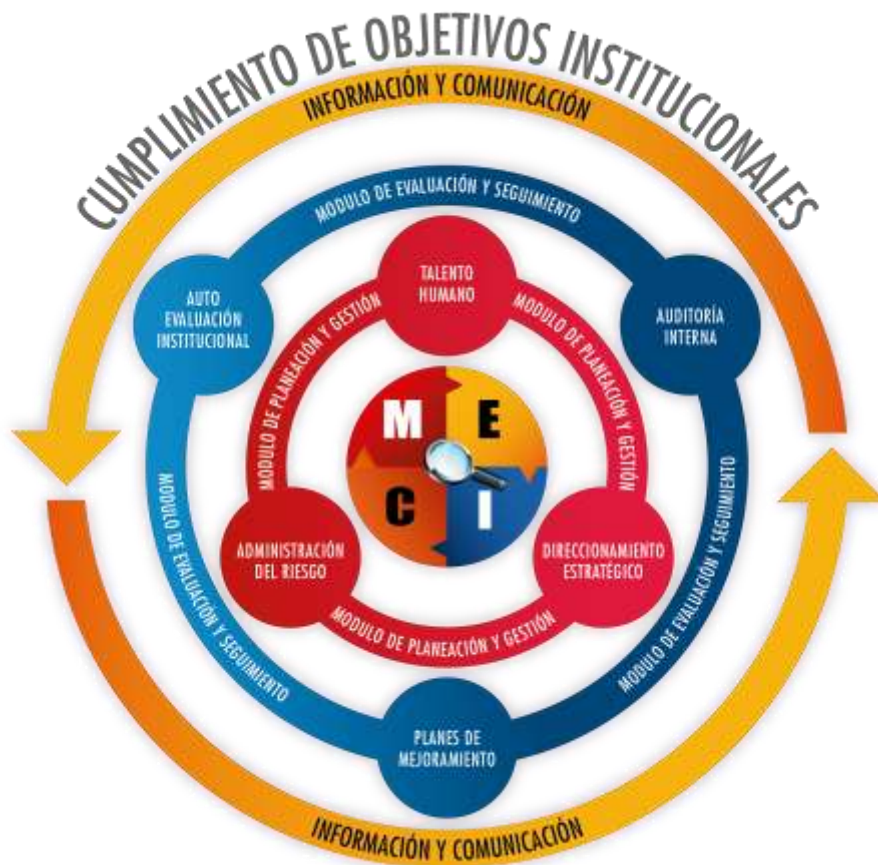 CUMPLIMIENTO DE OBJETIVOS INSTITUCIONALES
INFORMACIÓN Y COMUNICACIÓN
MODULO DE EVALUACIÓN Y SEGUIMIENTO
TALENTO
HUMANO
AUTO
EVALUACIÓN
INSTITUCIONAL
AUDITORÍA
INTERNA
MODULO DE PLANEACIÓN Y GESTIÓN
MODULO DE PLANEACIÓN Y GESTIÓN
M E
C I
MODULO DE EVALUACIÓN Y SEGUIMIENTO
MODULO DE EVALUACIÓN Y SEGUIMIENTO
ADMINISTRACIÓN
DEL RIESGO
DIRECCIONAMIENTO
ESTRATÉGICO
MODULO DE PLANEACIÓN Y GESTIÓN
PLANES DE
MEJORAMIENTO
INFORMACIÓN Y COMUNICACIÓN